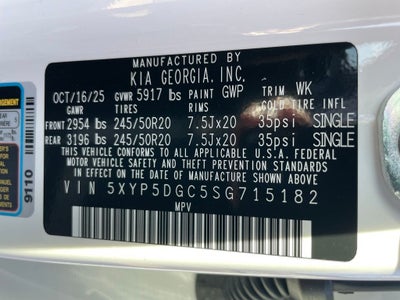 MANUFACTURED BY
KIA GEORGIA, INC.
OCT/16/25 GVWR 5917 lbs PAINT GWP TRIM WK
GAWR TIRES RIMS COLD TIRE INFL
FRONT 2954 lbs 245/50R20 7.5Jx20 35psi SINGLE
REAR 3196 lbs 245/50R20 7.5Jx20 35psi SINGLE
THIS VEHICLE CONFORMS TO ALL APPLICABLE U.S.A. FEDERAL
MOTOR VEHICLE SAFETY, BUMPER, AND THEFT PREVENTION STANDARDS
IN EFFECT ON THE DATE OF MANUFACTURE SHOWN ABOVE.
VIN 5XYP5DGC5SG715182
MPV
9110